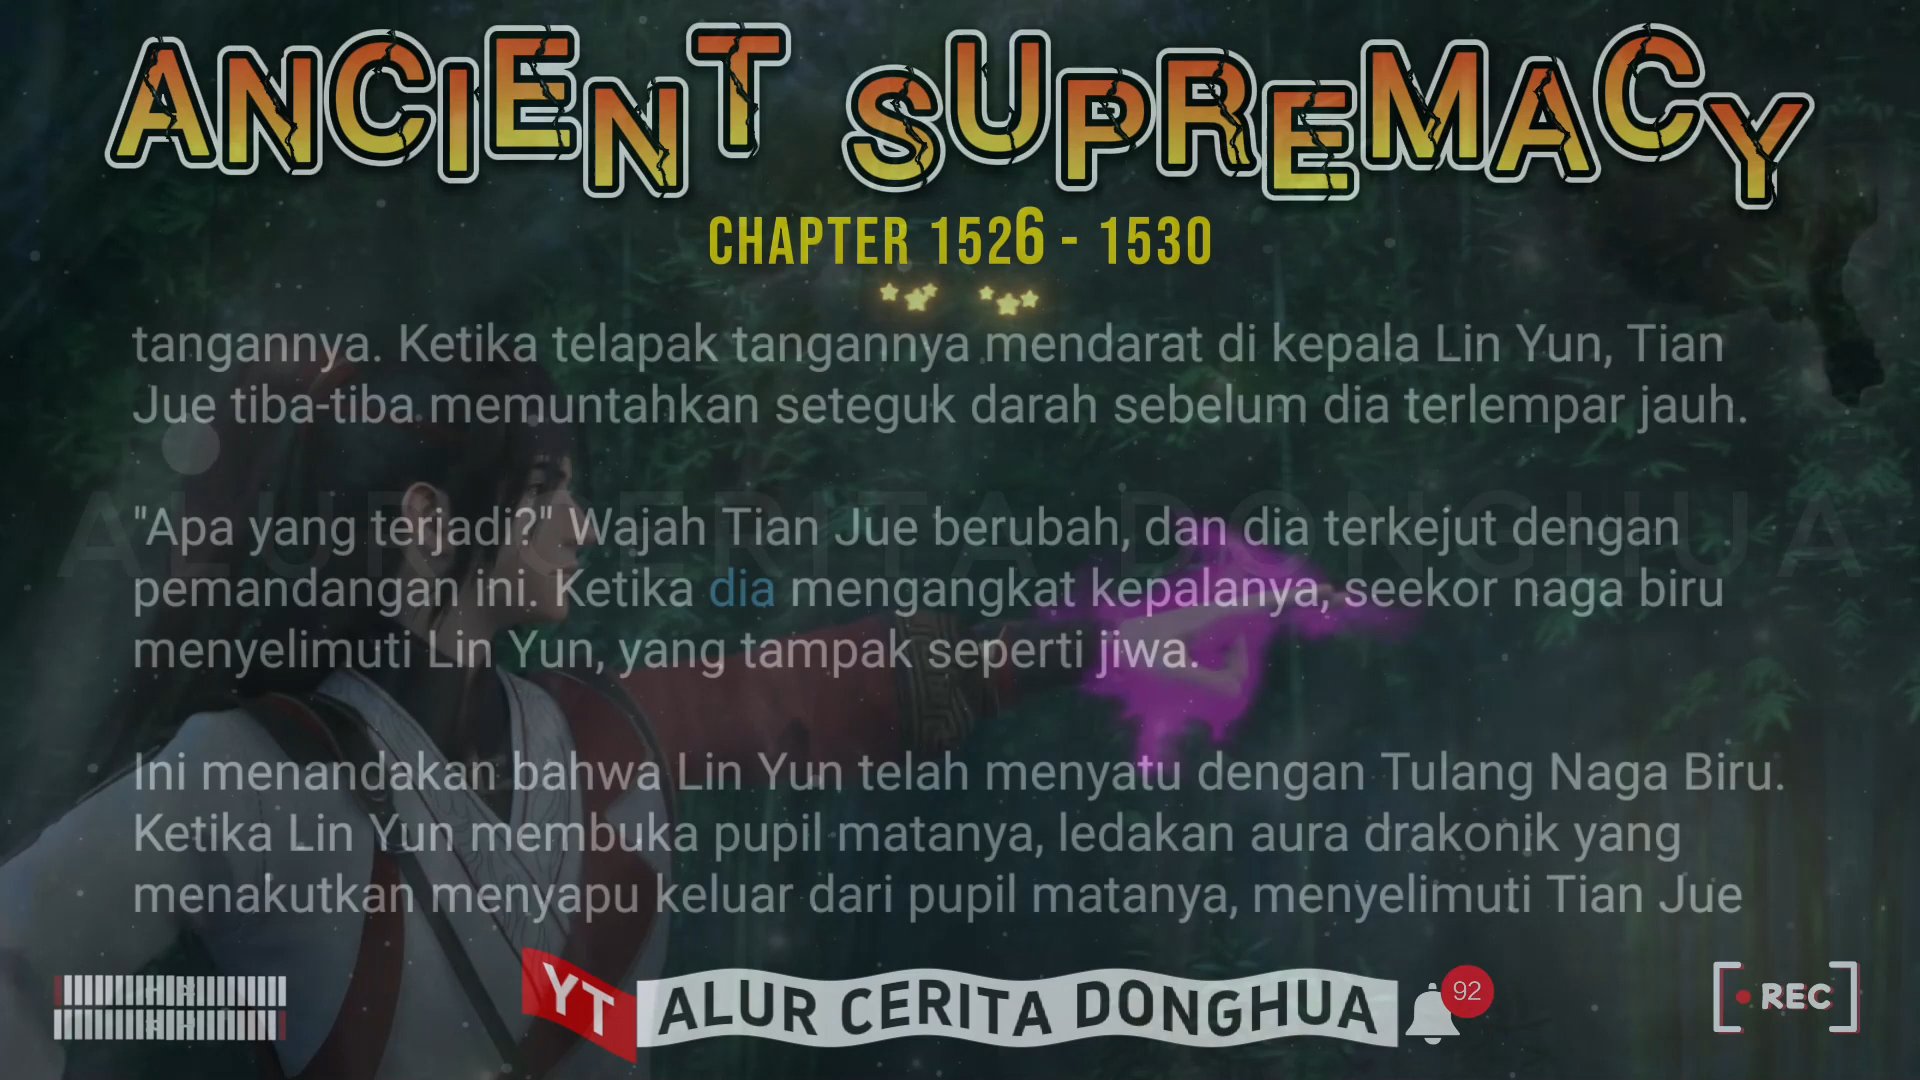 ANCIENT SUPREMACY
CHAPTER 1526 - 1530
tangannya. Ketika telapak tangannya mendarat di kepala Lin Yun, Tian
Jue tiba-tiba memuntahkan seteguk darah sebelum dia terlempar jauh.
ALUR CERITA DONGHUA
"Apa yang terjadi?" Wajah Tian Jue berubah, dan dia terkejut dengan
pemandangan ini. Ketika dia mengangkat kepalanya, seekor naga biru
menyelimuti Lin Yun, yang tampak seperti jiwa.
Ini menandakan bahwa Lin Yun telah menyatu dengan Tulang Naga Biru.
Ketika Lin Yun membuka pupil matanya, ledakan aura drakonik yang
menakutkan menyapu keluar dari pupil matanya, menyelimuti Tian Jue
YT ALUR CERITA DONGHUA 92
REC